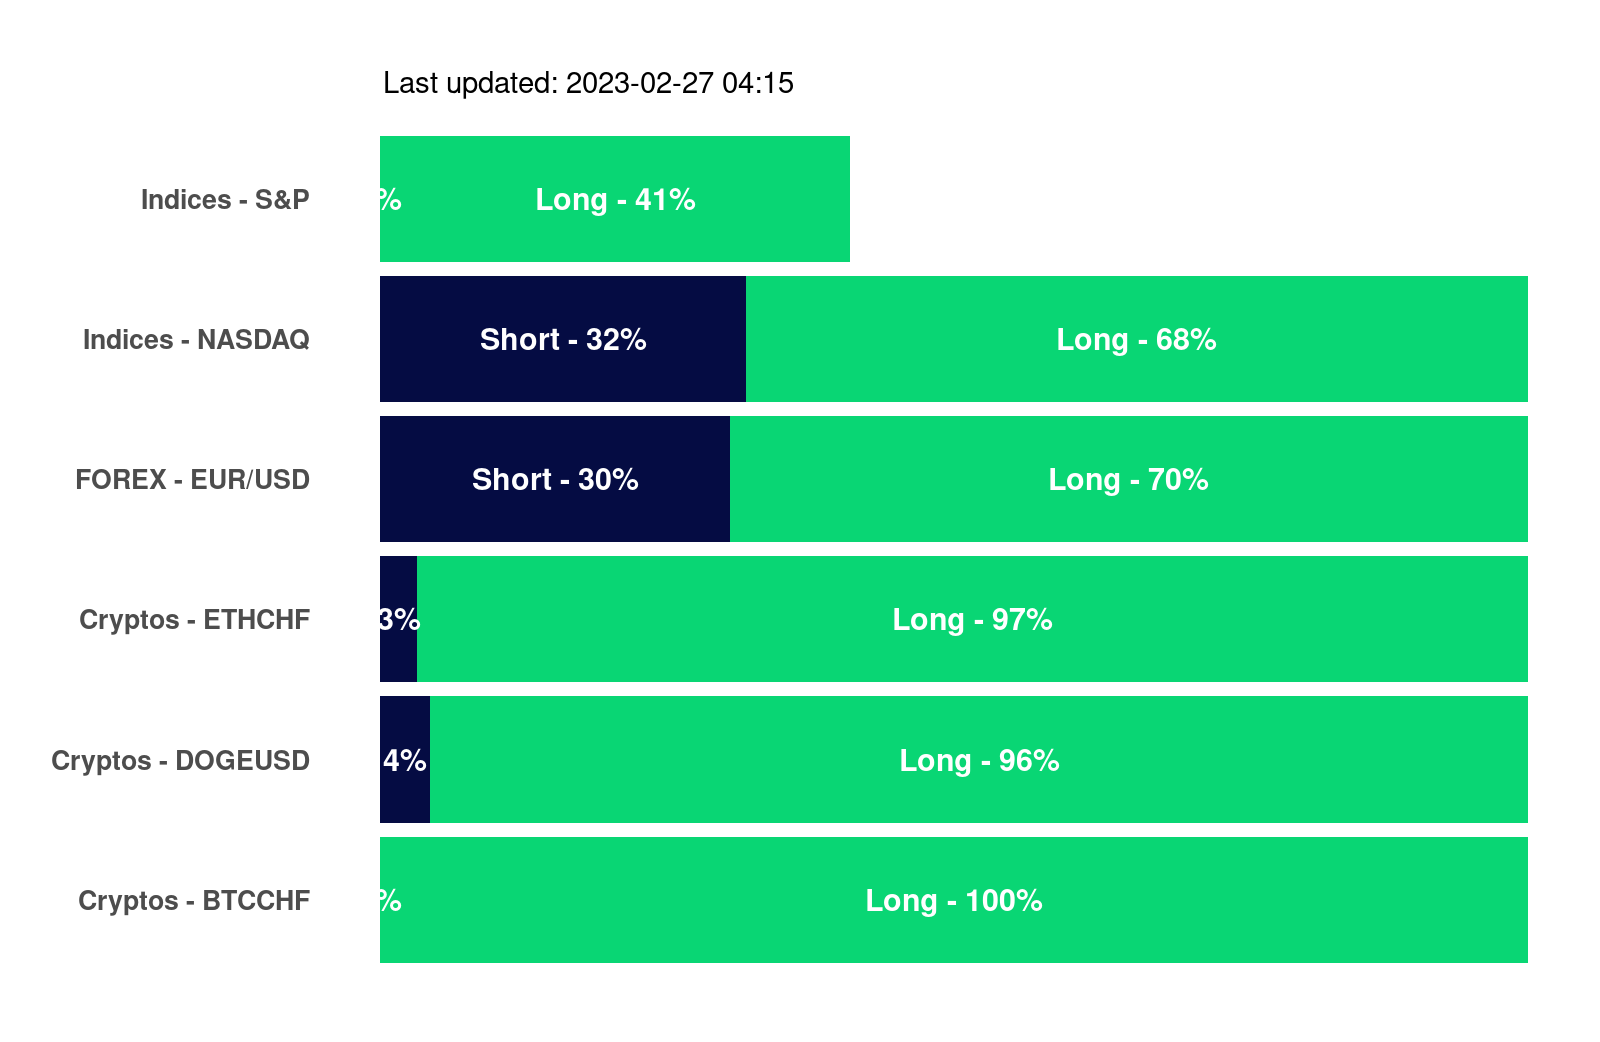 Last updated: 2023-02-27 04:15
Indices - S&P
%
Long - 41%
Indices - NASDAQ
Short - 32%
Long - 68%
FOREX - EUR/USD
Short - 30%
Long - 70%
Cryptos - ETHCHF
3%
Long - 97%
Cryptos - DOGEUSD
4%
Long - 96%
Cryptos - BTCCHF
%
Long - 100%